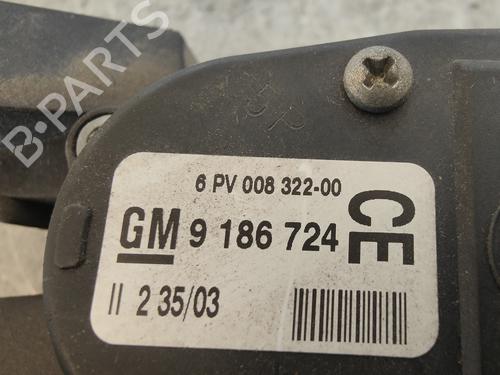 B-PARTS
6 PV 008 322-00
GM 9 186 724
CE
II 2 35/03